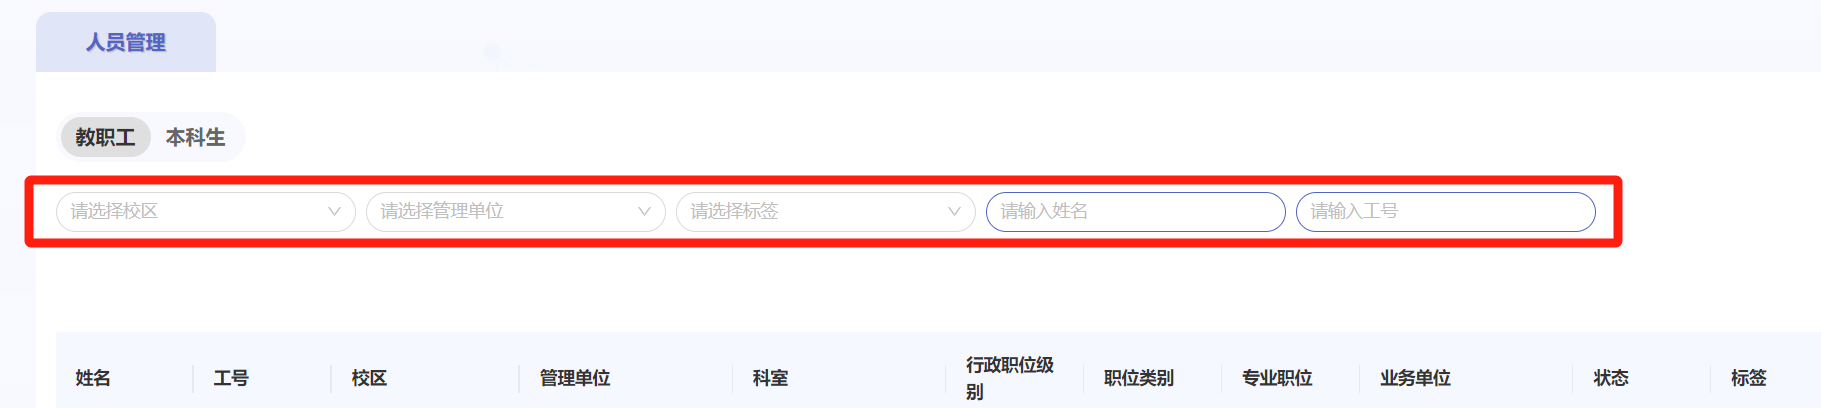 人员管理
教职工 本科生
请选择校区 请选择管理单位 请选择标签 请输入姓名 请输入工号
姓名 工号 校区 管理单位 科室 行政职位级别 职位类别 专业职位 业务单位 状态 标签